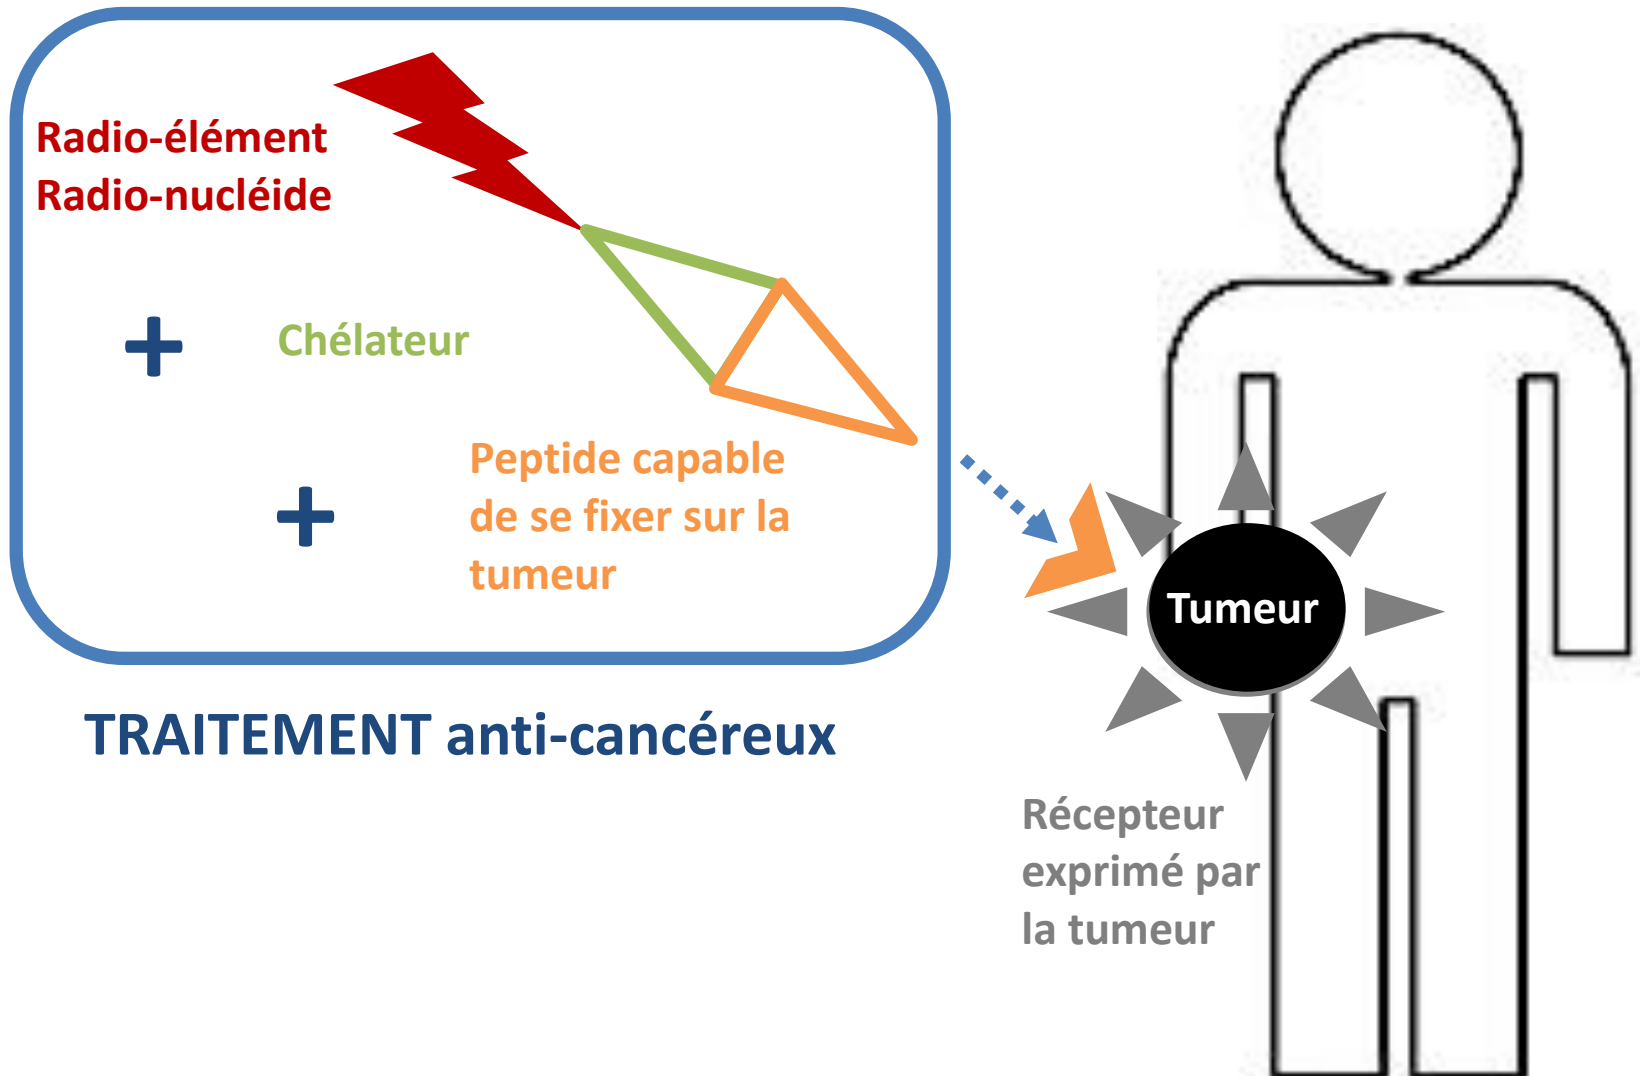 Radio-élément
Radio-nucléide
+
Chélateur
+
Peptide capable
de se fixer sur la
tumeur
Tumeur
TRAITEMENT anti-cancéreux
Récepteur
exprimé par
la tumeur